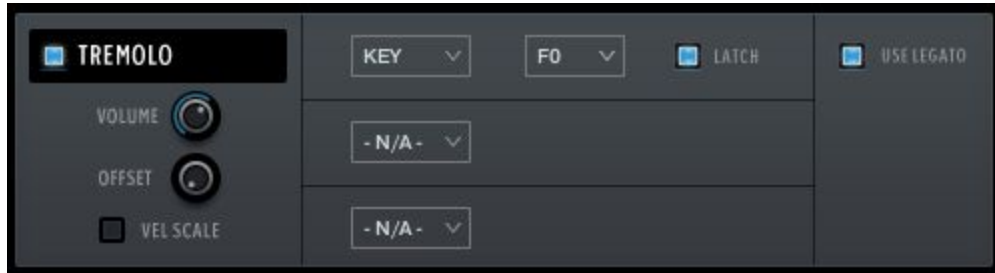 TREMOLO KEY F0 LATCH USE LEGATO
VOLUME
- N/A -
OFFSET
VEL SCALE - N/A -